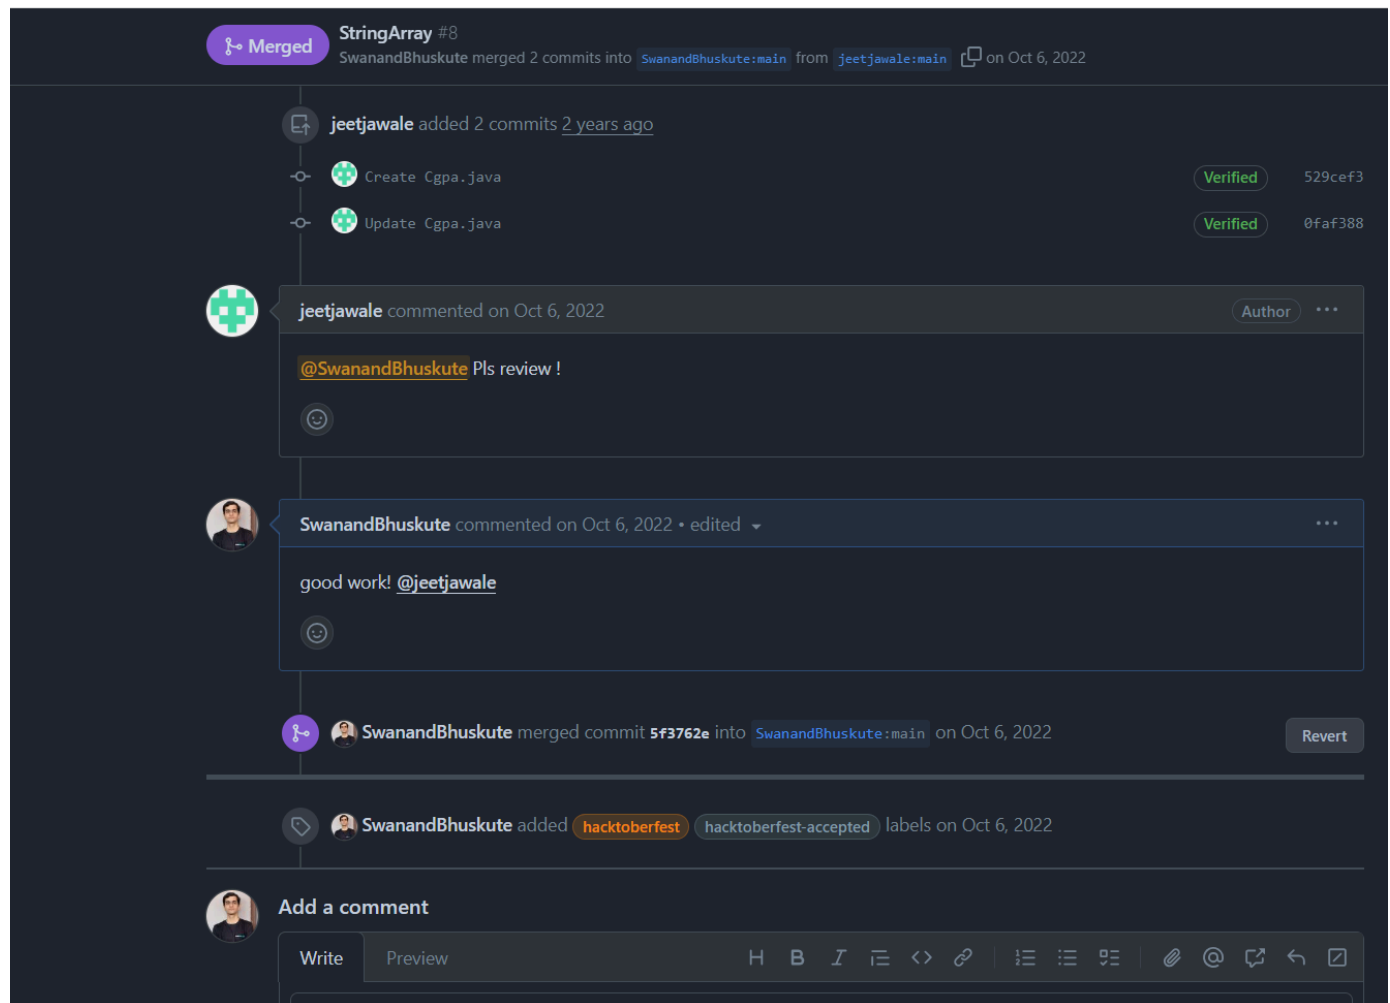 Merged
StringArray #8
SwanandBhuskute merged 2 commits into SwanandBhuskute:main from jeetjawale:main on Oct 6, 2022
jeetjawale added 2 commits 2 years ago
Create Cgpa.java Verified 529cef3
Update Cgpa.java Verified 0faf388
jeetjawale commented on Oct 6, 2022 Author ...
@SwanandBhuskute Pls review !
SwanandBhuskute commented on Oct 6, 2022 • edited ...
good work! @jeetjawale
SwanandBhuskute merged commit 5f3762e into SwanandBhuskute:main on Oct 6, 2022 Revert
SwanandBhuskute added hacktoberfest hacktoberfest-accepted labels on Oct 6, 2022
Add a comment
Write Preview H B I